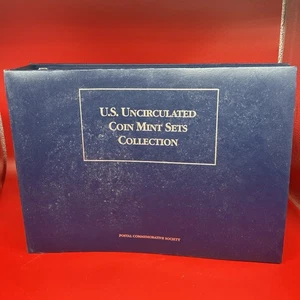 U.S. Uncirculated
Coin Mint Sets
Collection
Postal Commemorative Society